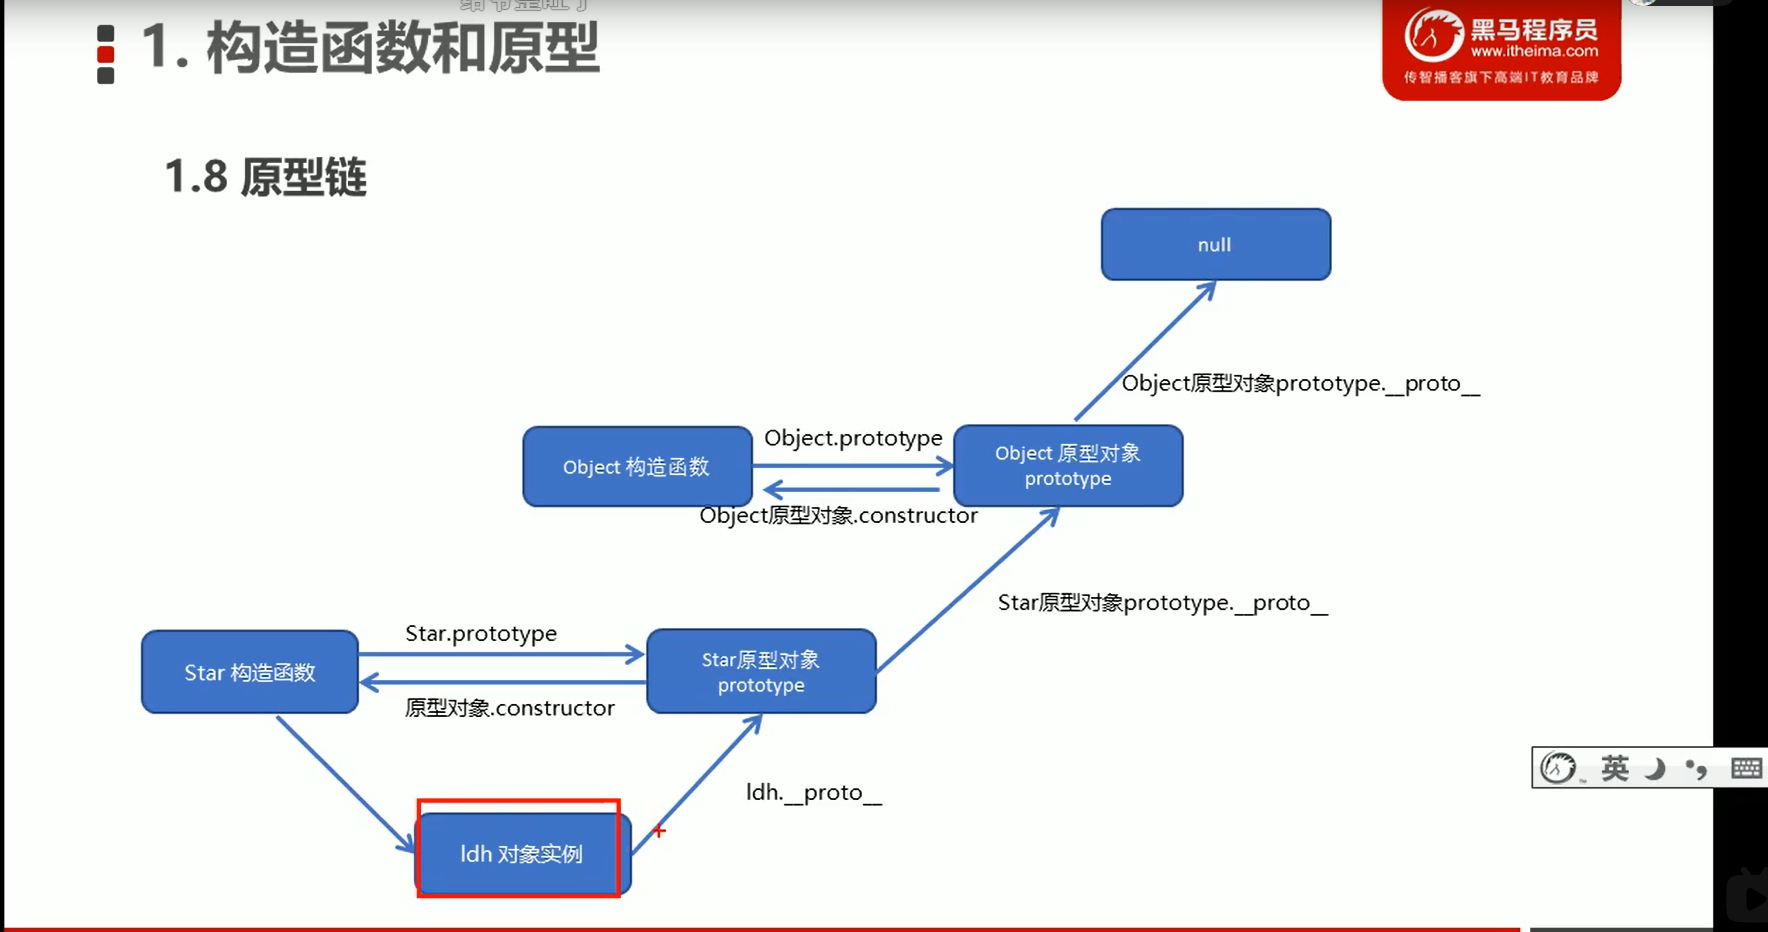 1. 构造函数和原型
黑马程序员
www.itheima.com
传智播客旗下高端IT教育品牌
1.8 原型链
null
Object原型对象prototype.__proto__
Object.prototype
Object 构造函数
Object 原型对象
prototype
Object原型对象.constructor
Star原型对象prototype.__proto__
Star.prototype
Star 构造函数
Star原型对象
prototype
原型对象.constructor
ldh.__proto__
英
ldh 对象实例